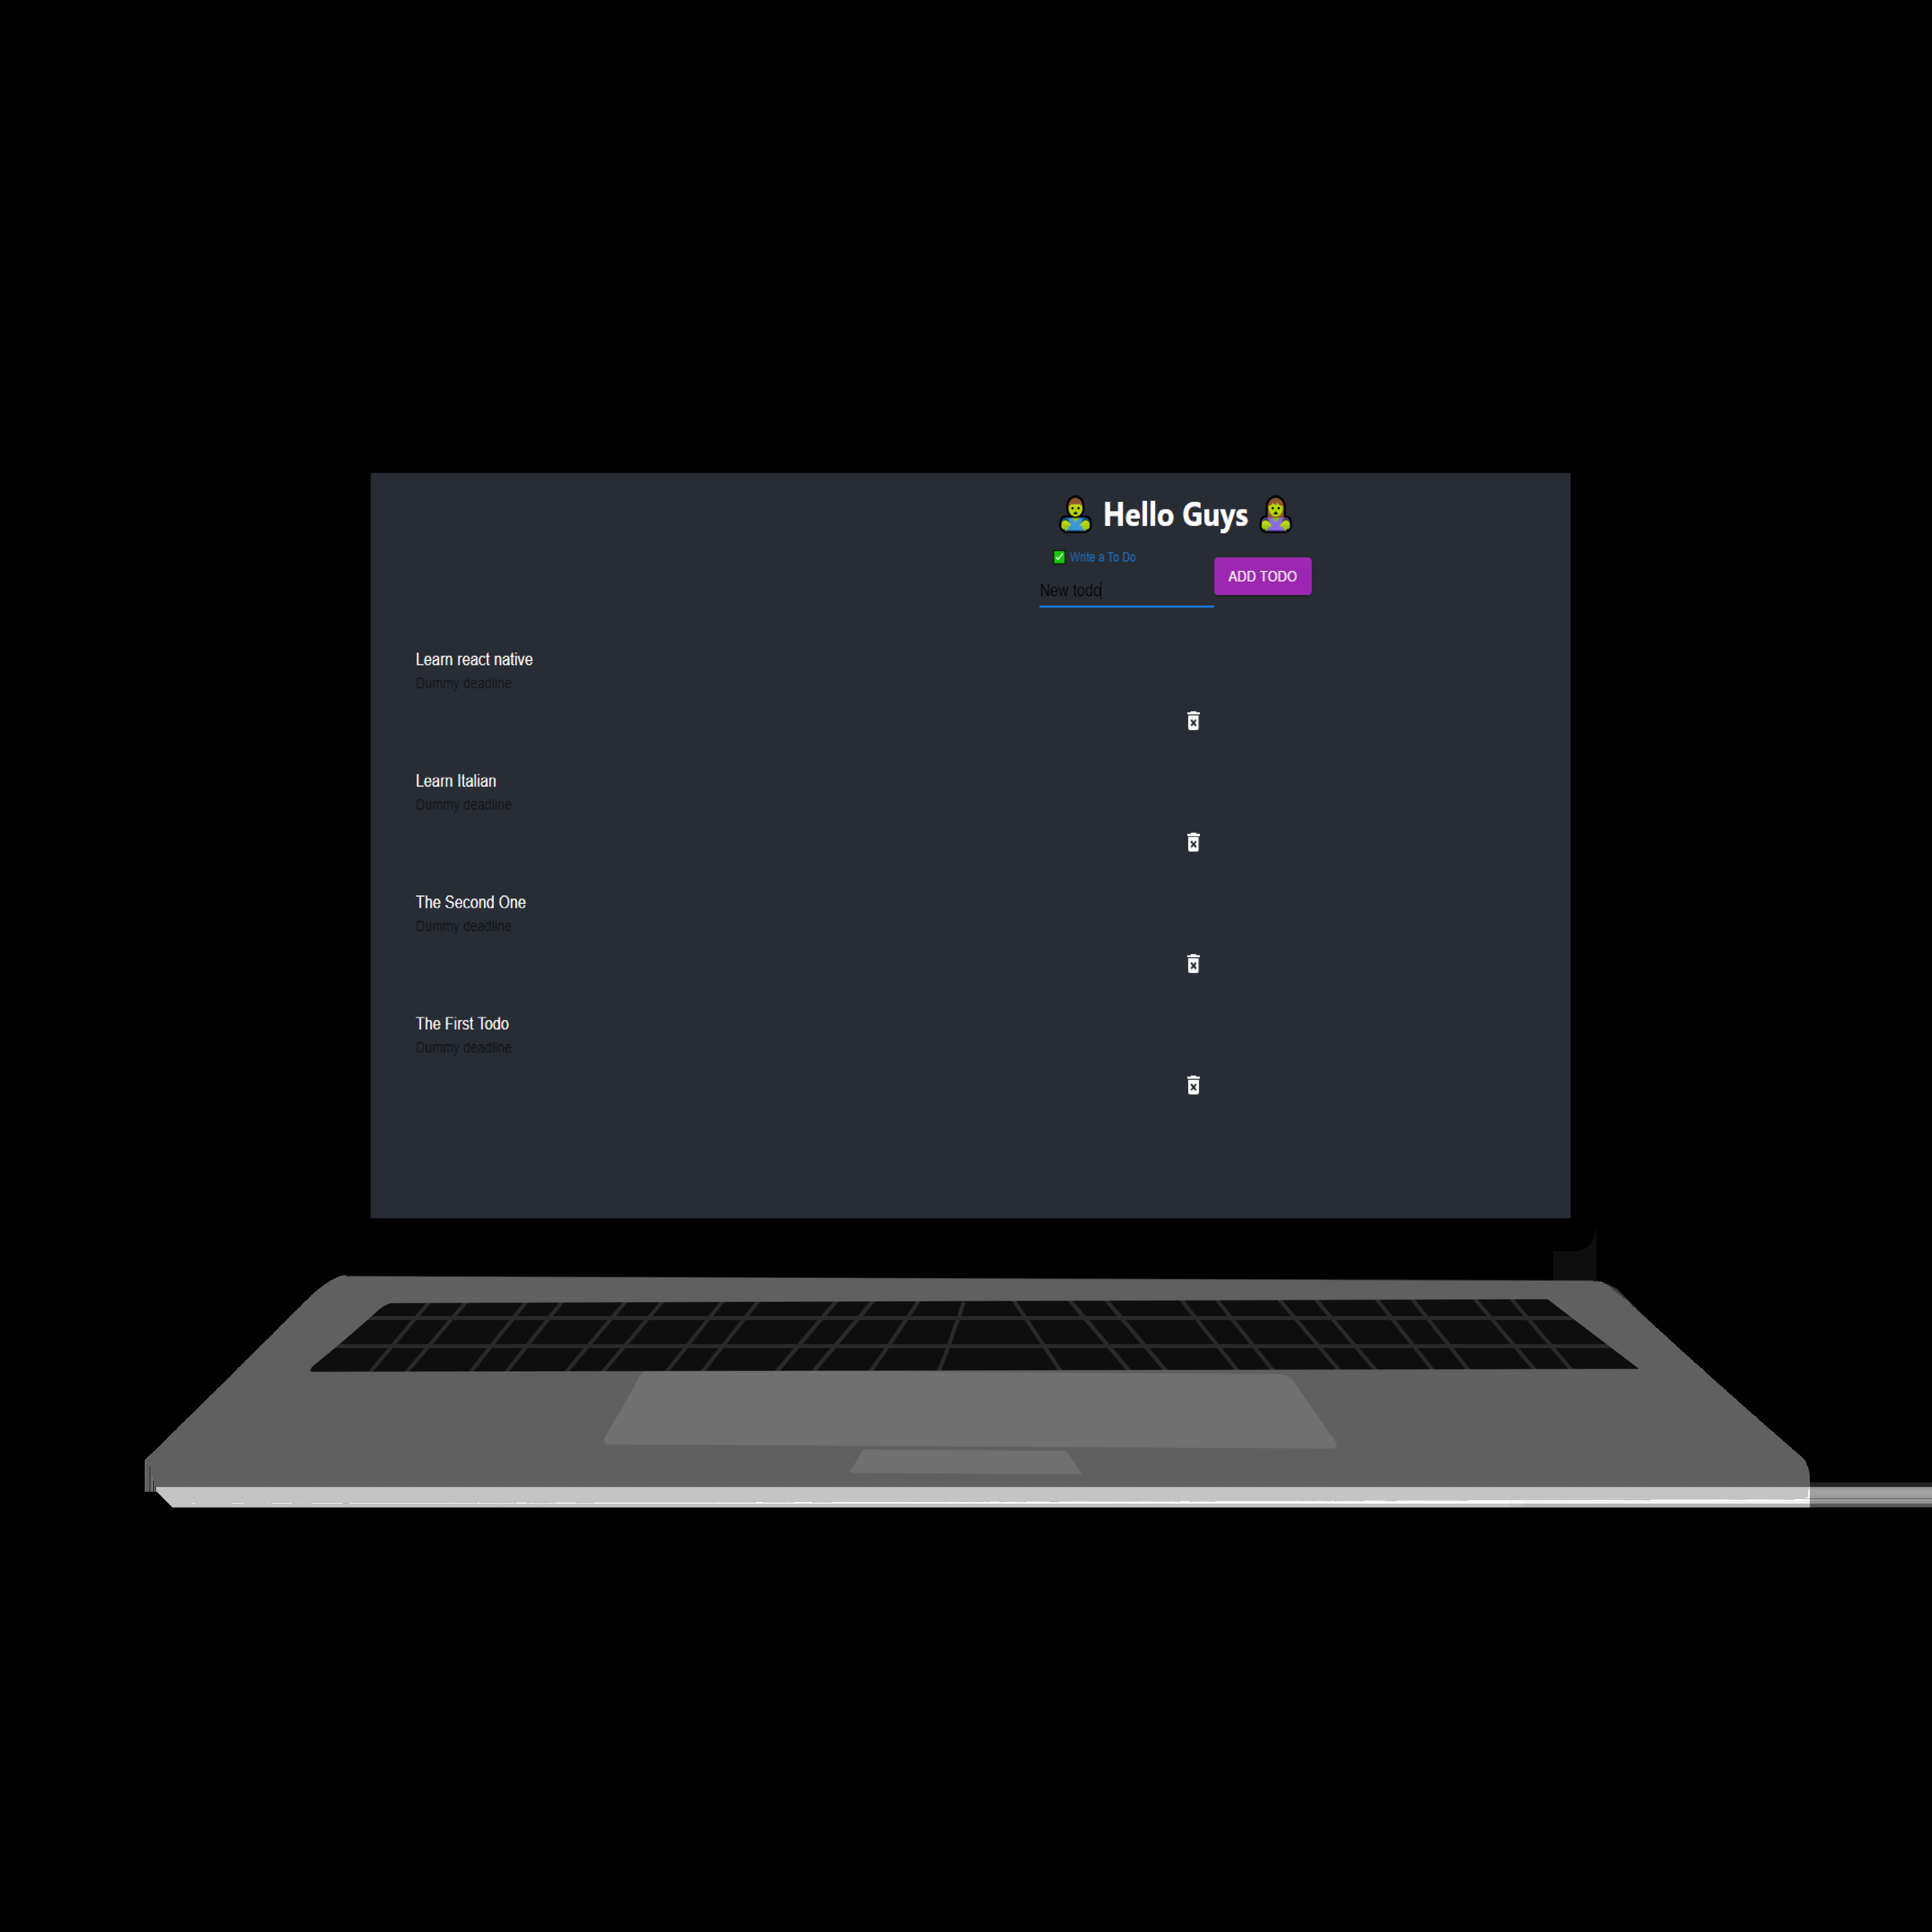 🧟‍♂️ Hello Guys 🧟‍♀️
✅ Write a To Do
New todo
ADD TODO
Learn react native
Dummy deadline
Learn Italian
Dummy deadline
The Second One
Dummy deadline
The First Todo
Dummy deadline